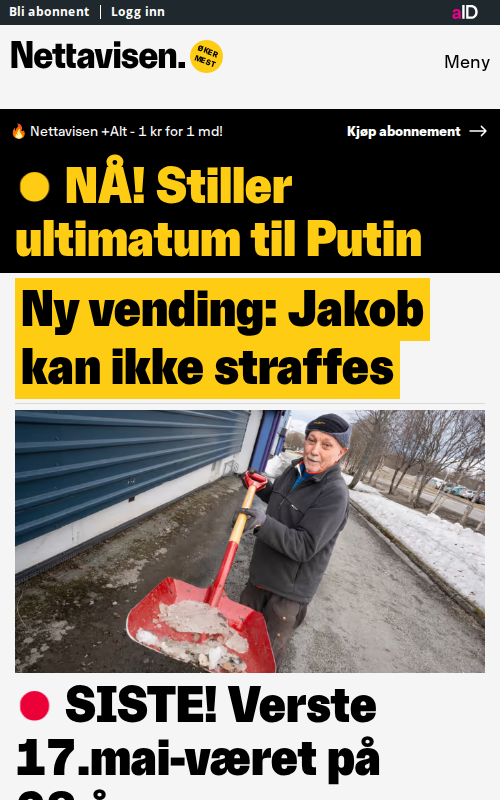 Bli abonnent | Logg inn
aID
Nettavisen.
ØKER
MEST
Meny
🔥 Nettavisen +Alt - 1 kr for 1 md!
Kjøp abonnement →
NÅ! Stiller
ultimatum til Putin
Ny vending: Jakob
kan ikke straffes
SISTE! Verste
17.mai-været på